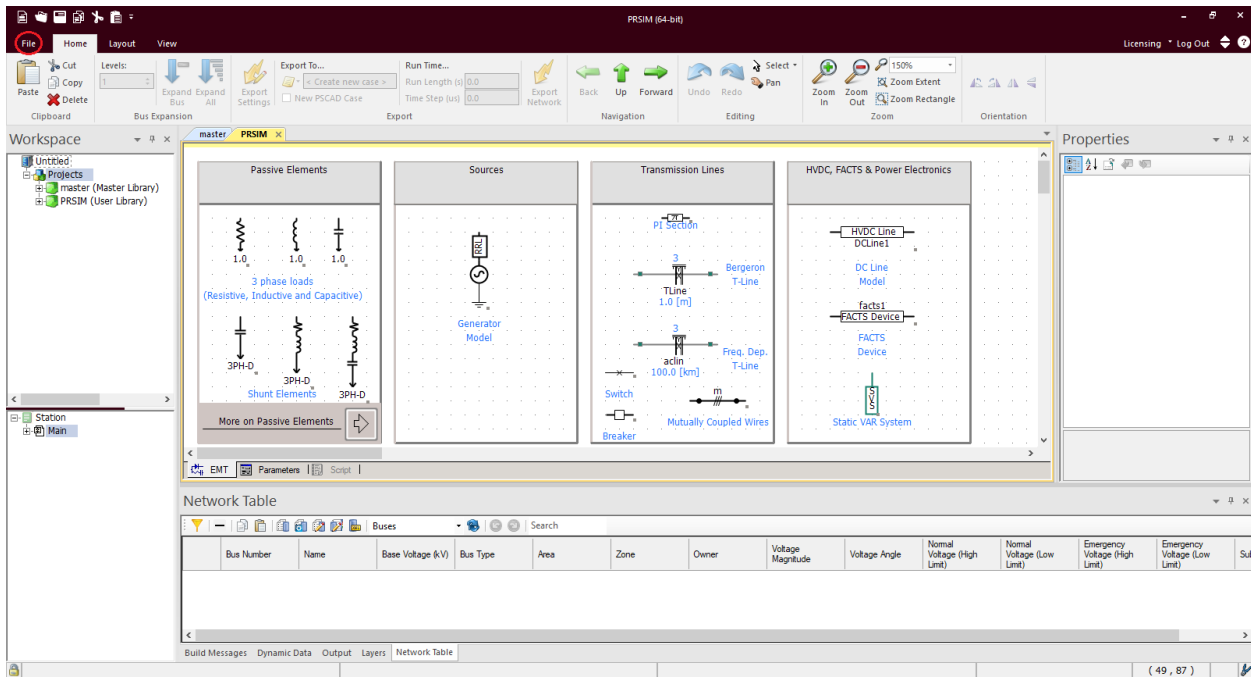 PRSIM (64-bit)
File Home Layout View Licensing Log Out
Cut Levels: Export To... Run Time... Select 150%
Copy 1 < Create new case > Run Length (s) 0.0 Pan Zoom Extent
Paste Delete Expand Bus Expand All Export Settings New PSCAD Case Time Step (us) 0.0 Export Network Back Up Forward Undo Redo Zoom In Zoom Out Zoom Rectangle
Clipboard Bus Expansion Export Navigation Editing Zoom Orientation
Workspace
Untitled
Projects
master (Master Library)
PRSIM (User Library)
Station
Main
master PRSIM
Passive Elements
1.0 1.0 1.0
3 phase loads
(Resistive, Inductive and Capacitive)
3PH-D 3PH-D 3PH-D
Shunt Elements
More on Passive Elements
Sources
RRL
Generator
Model
Transmission Lines
π
PI Section
3
TLine
1.0 [m]
Bergeron
T-Line
3
aclin
100.0 [km]
Freq. Dep.
T-Line
Switch
m
Mutually Coupled Wires
Breaker
HVDC, FACTS & Power Electronics
HVDC Line
DCLine1
DC Line
Model
facts1
FACTS Device
FACTS
Device
SVS
Static VAR System
EMT Parameters Script
Properties
Network Table
Buses Search
Bus Number Name Base Voltage (kV) Bus Type Area Zone Owner Voltage Magnitude Voltage Angle Normal Voltage (High Limit) Normal Voltage (Low Limit) Emergency Voltage (High Limit) Emergency Voltage (Low Limit) Sul
Build Messages Dynamic Data Output Layers Network Table
( 49 , 87 )